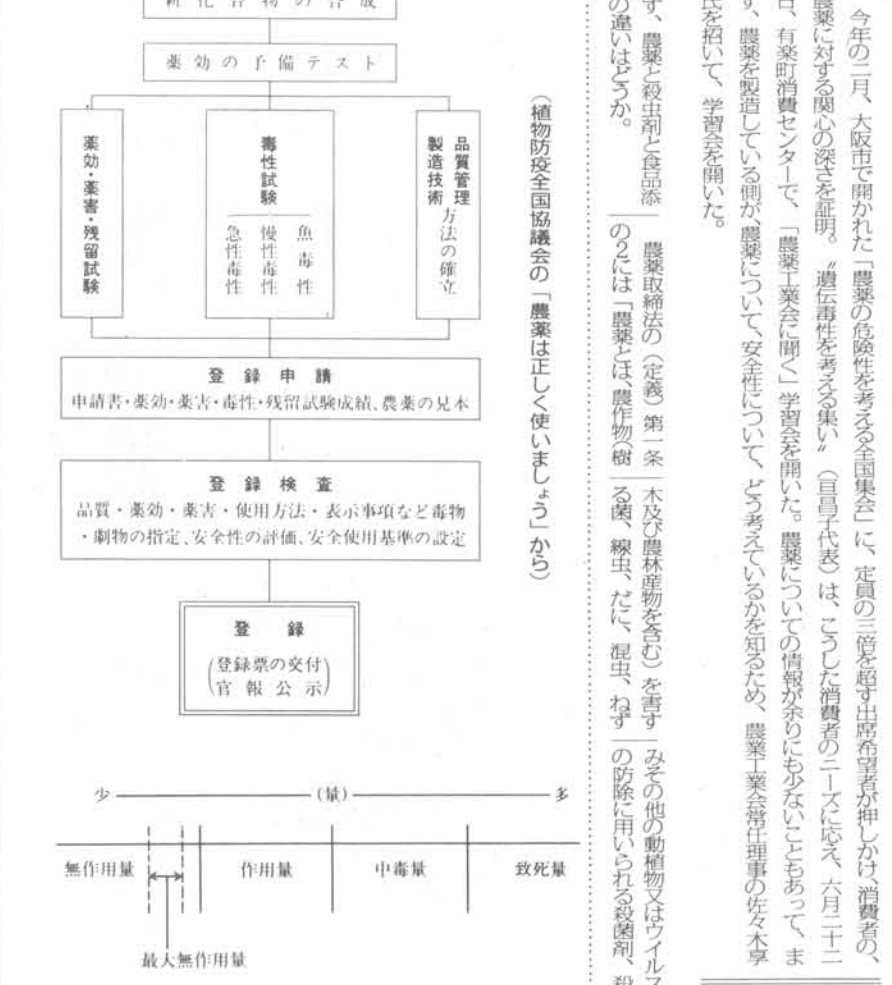 今年の二月、大阪市で開かれた「農薬の危険性を考える全国集会」に、定員の三倍を超す出席希望者が押しかけ、消費者の、
農薬に対する関心の深さを証明。〝遺伝毒性を考える集い〟(亘昌子代表)は、こうした消費者のニーズに応え、六月二十二
日、有楽町消費センターで、「農薬工業会に聞く」学習会を開いた。農薬についての情報が余りにも少ないこともあって、ま
ず、農薬を製造している側が、農薬について、安全性について、どう考えているかを知るため、農業工業会常任理事の佐々木享
氏を招いて、学習会を開いた。
ず、農薬と殺虫剤と食品添
の違いはどうか。
農薬取締法の(定義)第一条
の2には「農薬とは、農作物(樹
木及び農林産物を含む)を害す
る菌、線虫、だに、混虫、ねず
みその他の動植物又はウイルス
の防除に用いられる殺菌剤、殺
(植物防疫全国協議会の「農薬は正しく使いましょう」から)
新化合物の合成
薬効の予備テスト
品質管理
製造技術
方法の確立
毒性試験
魚毒性
慢性毒性
急性毒性
薬効・薬害・残留試験
登録申請
申請書・薬効・薬害・毒性・残留試験成績、農薬の見本
登録検査
品質・薬効・薬害・使用方法・表示事項など毒物
・劇物の指定、安全性の評価、安全使用基準の設定
登録
(登録票の交付
官報公示)
少 (量) 多
無作用量 作用量 中毒量 致死量
最大無作用量